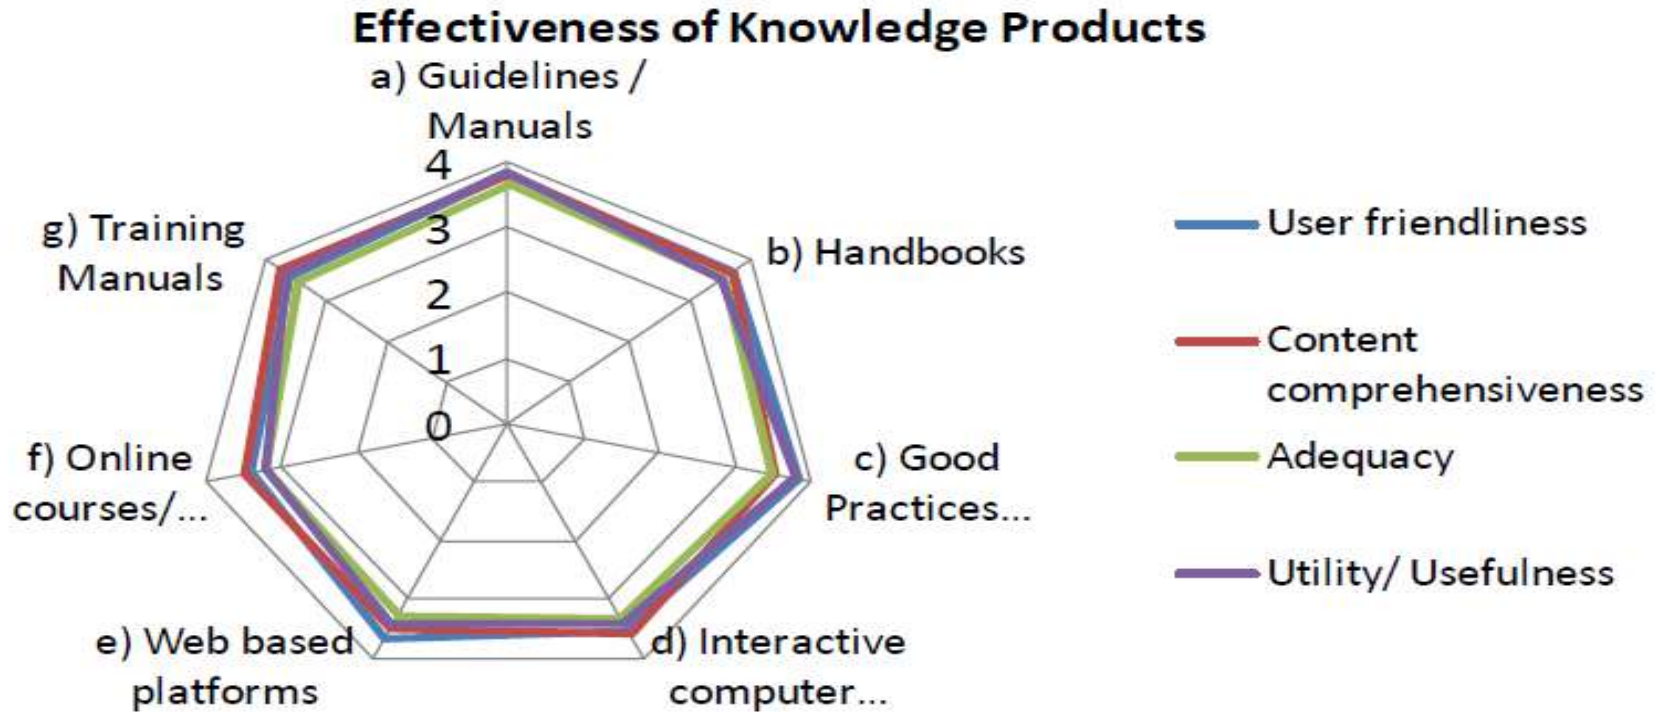 Effectiveness of Knowledge Products
a) Guidelines /
Manuals
4
3
2
1
0
b) Handbooks
c) Good
Practices...
d) Interactive
computer...
e) Web based
platforms
f) Online
courses/...
g) Training
Manuals
User friendliness
Content
comprehensiveness
Adequacy
Utility/ Usefulness